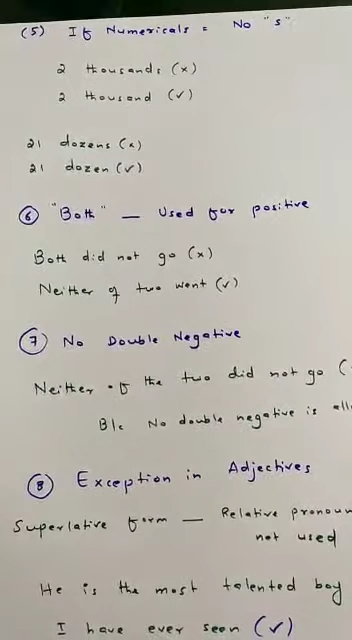 (5) If Numericals = No "s"
2 thousands (x)
2 thousand (✓)
21 dozens (x)
21 dozen (✓)
⑥ "Both" — Used for positive
Both did not go (x)
Neither of two went (✓)
⑦ No Double Negative
Neither of the two did not go (
B/c No double negative is all
⑧ Exception in Adjectives
Superlative form — Relative pronoun
not used
He is the most talented boy
I have ever seen (✓)